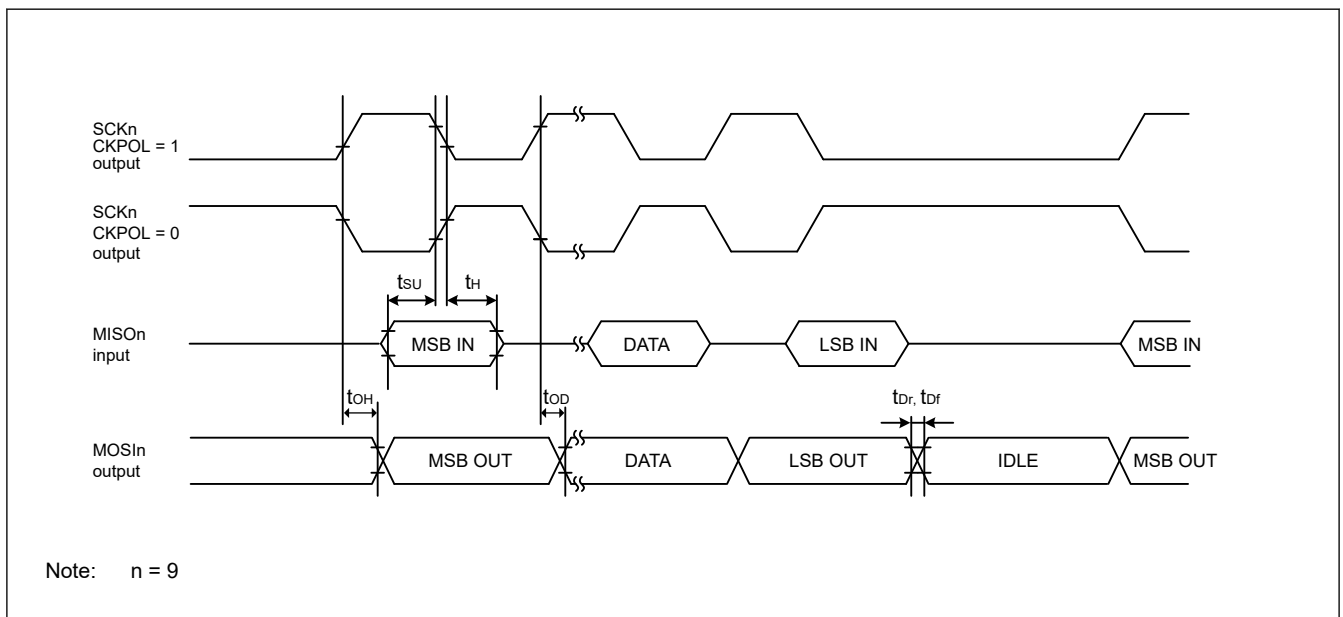 SCKn
CKPOL = 1
output
SCKn
CKPOL = 0
output
tSU
tH
MISOn
input
MSB IN
DATA
LSB IN
MSB IN
tOH
tOD
tDr, tDf
MOSIn
output
MSB OUT
DATA
LSB OUT
IDLE
MSB OUT
Note: n = 9